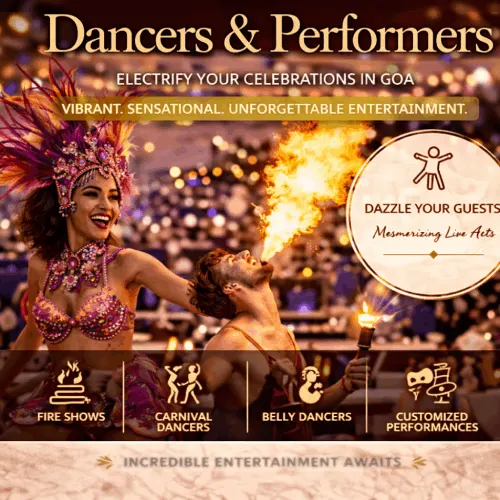 Dancers & Performers
ELECTRIFY YOUR CELEBRATIONS IN GOA
VIBRANT. SENSATIONAL. UNFORGETTABLE ENTERTAINMENT.
DAZZLE YOUR GUESTS
Mesmerizing Live Acts
FIRE SHOWS
CARNIVAL
DANCERS
BELLY DANCERS
CUSTOMIZED
PERFORMANCES
INCREDIBLE ENTERTAINMENT AWAITS